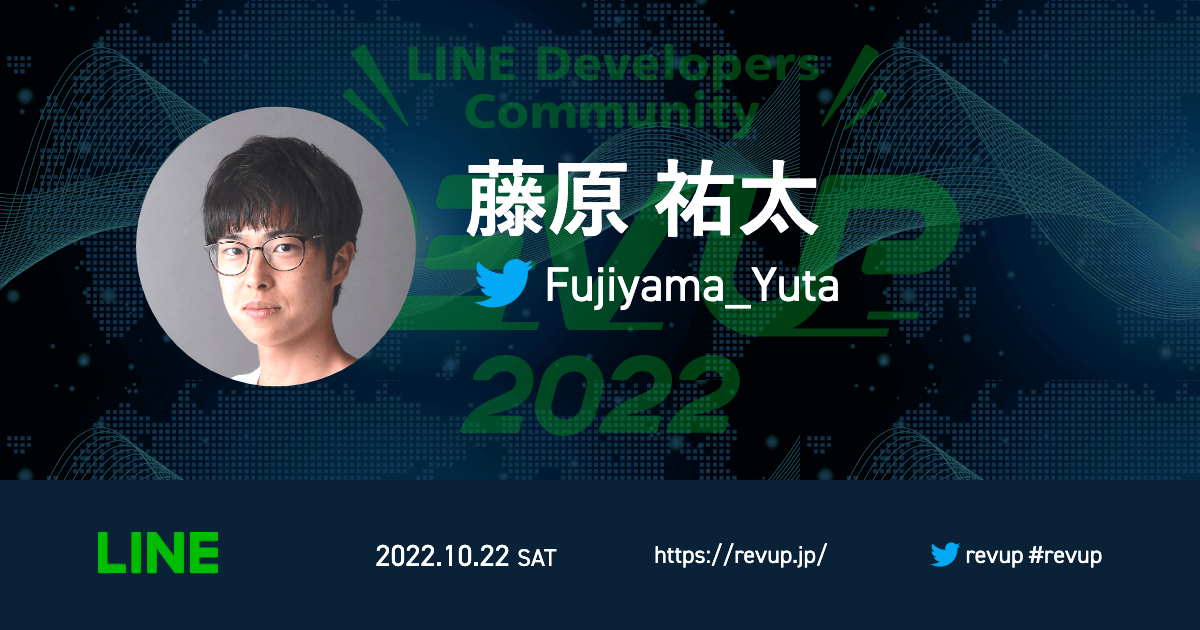 LINE Developers
Community
REVUP
2022
藤原 祐太
Fujiyama_Yuta
LINE
2022.10.22 SAT
https://revup.jp/
revup #revup